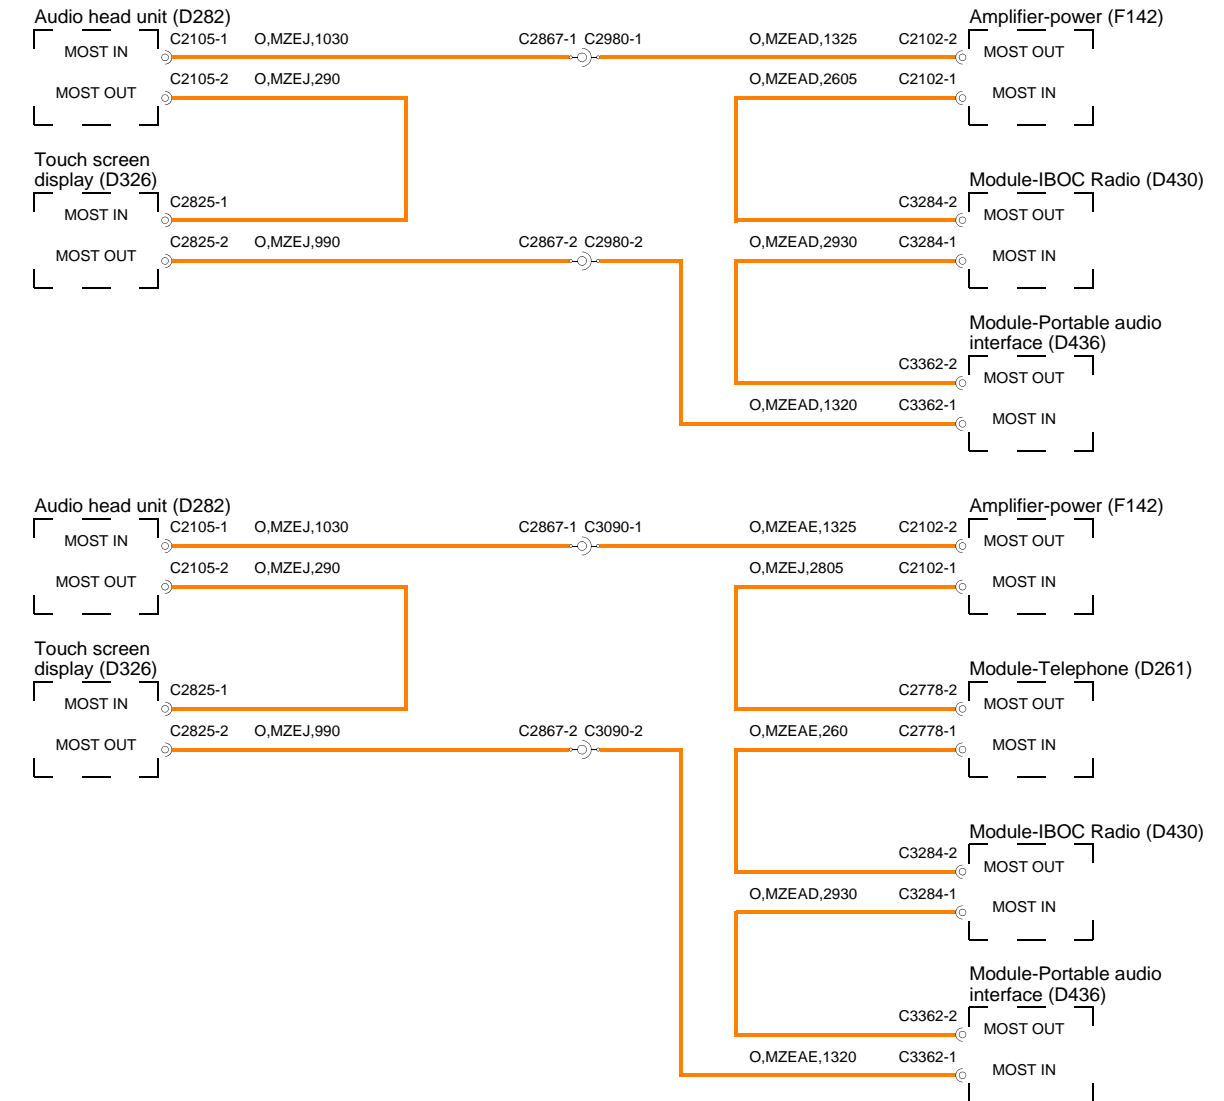 Audio head unit (D282)
Amplifier-power (F142)
C2105-1 O,MZEJ,1030 C2867-1 C2980-1 O,MZEAD,1325 C2102-2
MOST IN
MOST OUT
C2105-2 O,MZEJ,290 O,MZEAD,2605 C2102-1
MOST OUT
MOST IN
Touch screen
display (D326)
Module-IBOC Radio (D430)
C2825-1 C3284-2
MOST IN
MOST OUT
C2825-2 O,MZEJ,990 C2867-2 C2980-2 O,MZEAD,2930 C3284-1
MOST OUT
MOST IN
Module-Portable audio
interface (D436)
C3362-2
MOST OUT
O,MZEAD,1320 C3362-1
MOST IN
Audio head unit (D282)
Amplifier-power (F142)
C2105-1 O,MZEJ,1030 C2867-1 C3090-1 O,MZEAE,1325 C2102-2
MOST IN
MOST OUT
C2105-2 O,MZEJ,290 O,MZEJ,2805 C2102-1
MOST OUT
MOST IN
Touch screen
display (D326)
Module-Telephone (D261)
C2825-1 C2778-2
MOST IN
MOST OUT
C2825-2 O,MZEJ,990 C2867-2 C3090-2 O,MZEAE,260 C2778-1
MOST OUT
MOST IN
Module-IBOC Radio (D430)
C3284-2
MOST OUT
O,MZEAD,2930 C3284-1
MOST IN
Module-Portable audio
interface (D436)
C3362-2
MOST OUT
O,MZEAE,1320 C3362-1
MOST IN